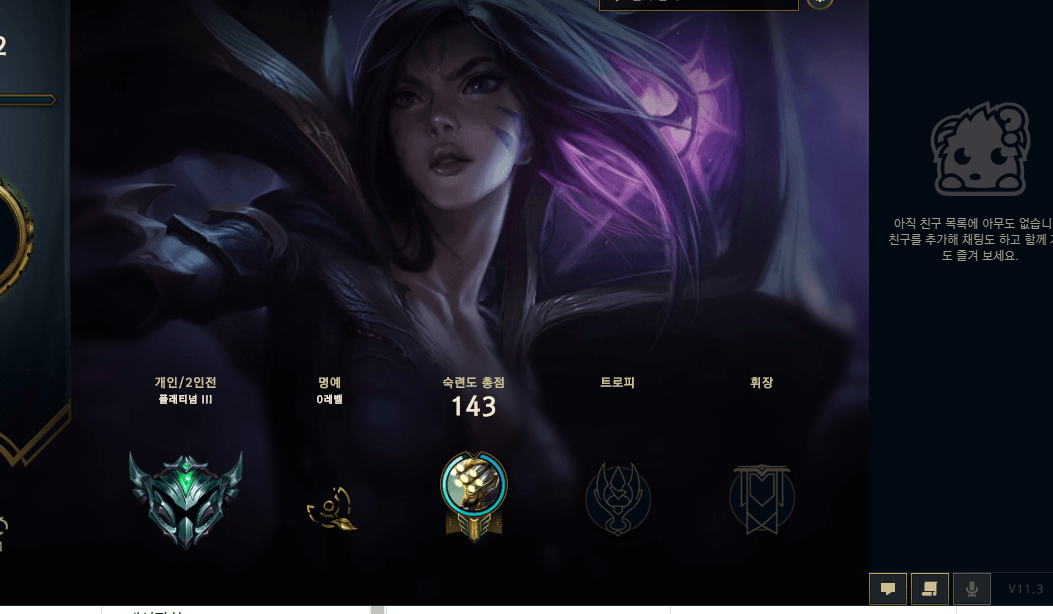 2
아직 친구 목록에 아무도 없습니
친구를 추가해 채팅도 하고 함께
도 즐겨 보세요.
개인/2인전
플래티넘 III
명예
0레벨
숙련도 총점
143
트로피
휘장
V11.3